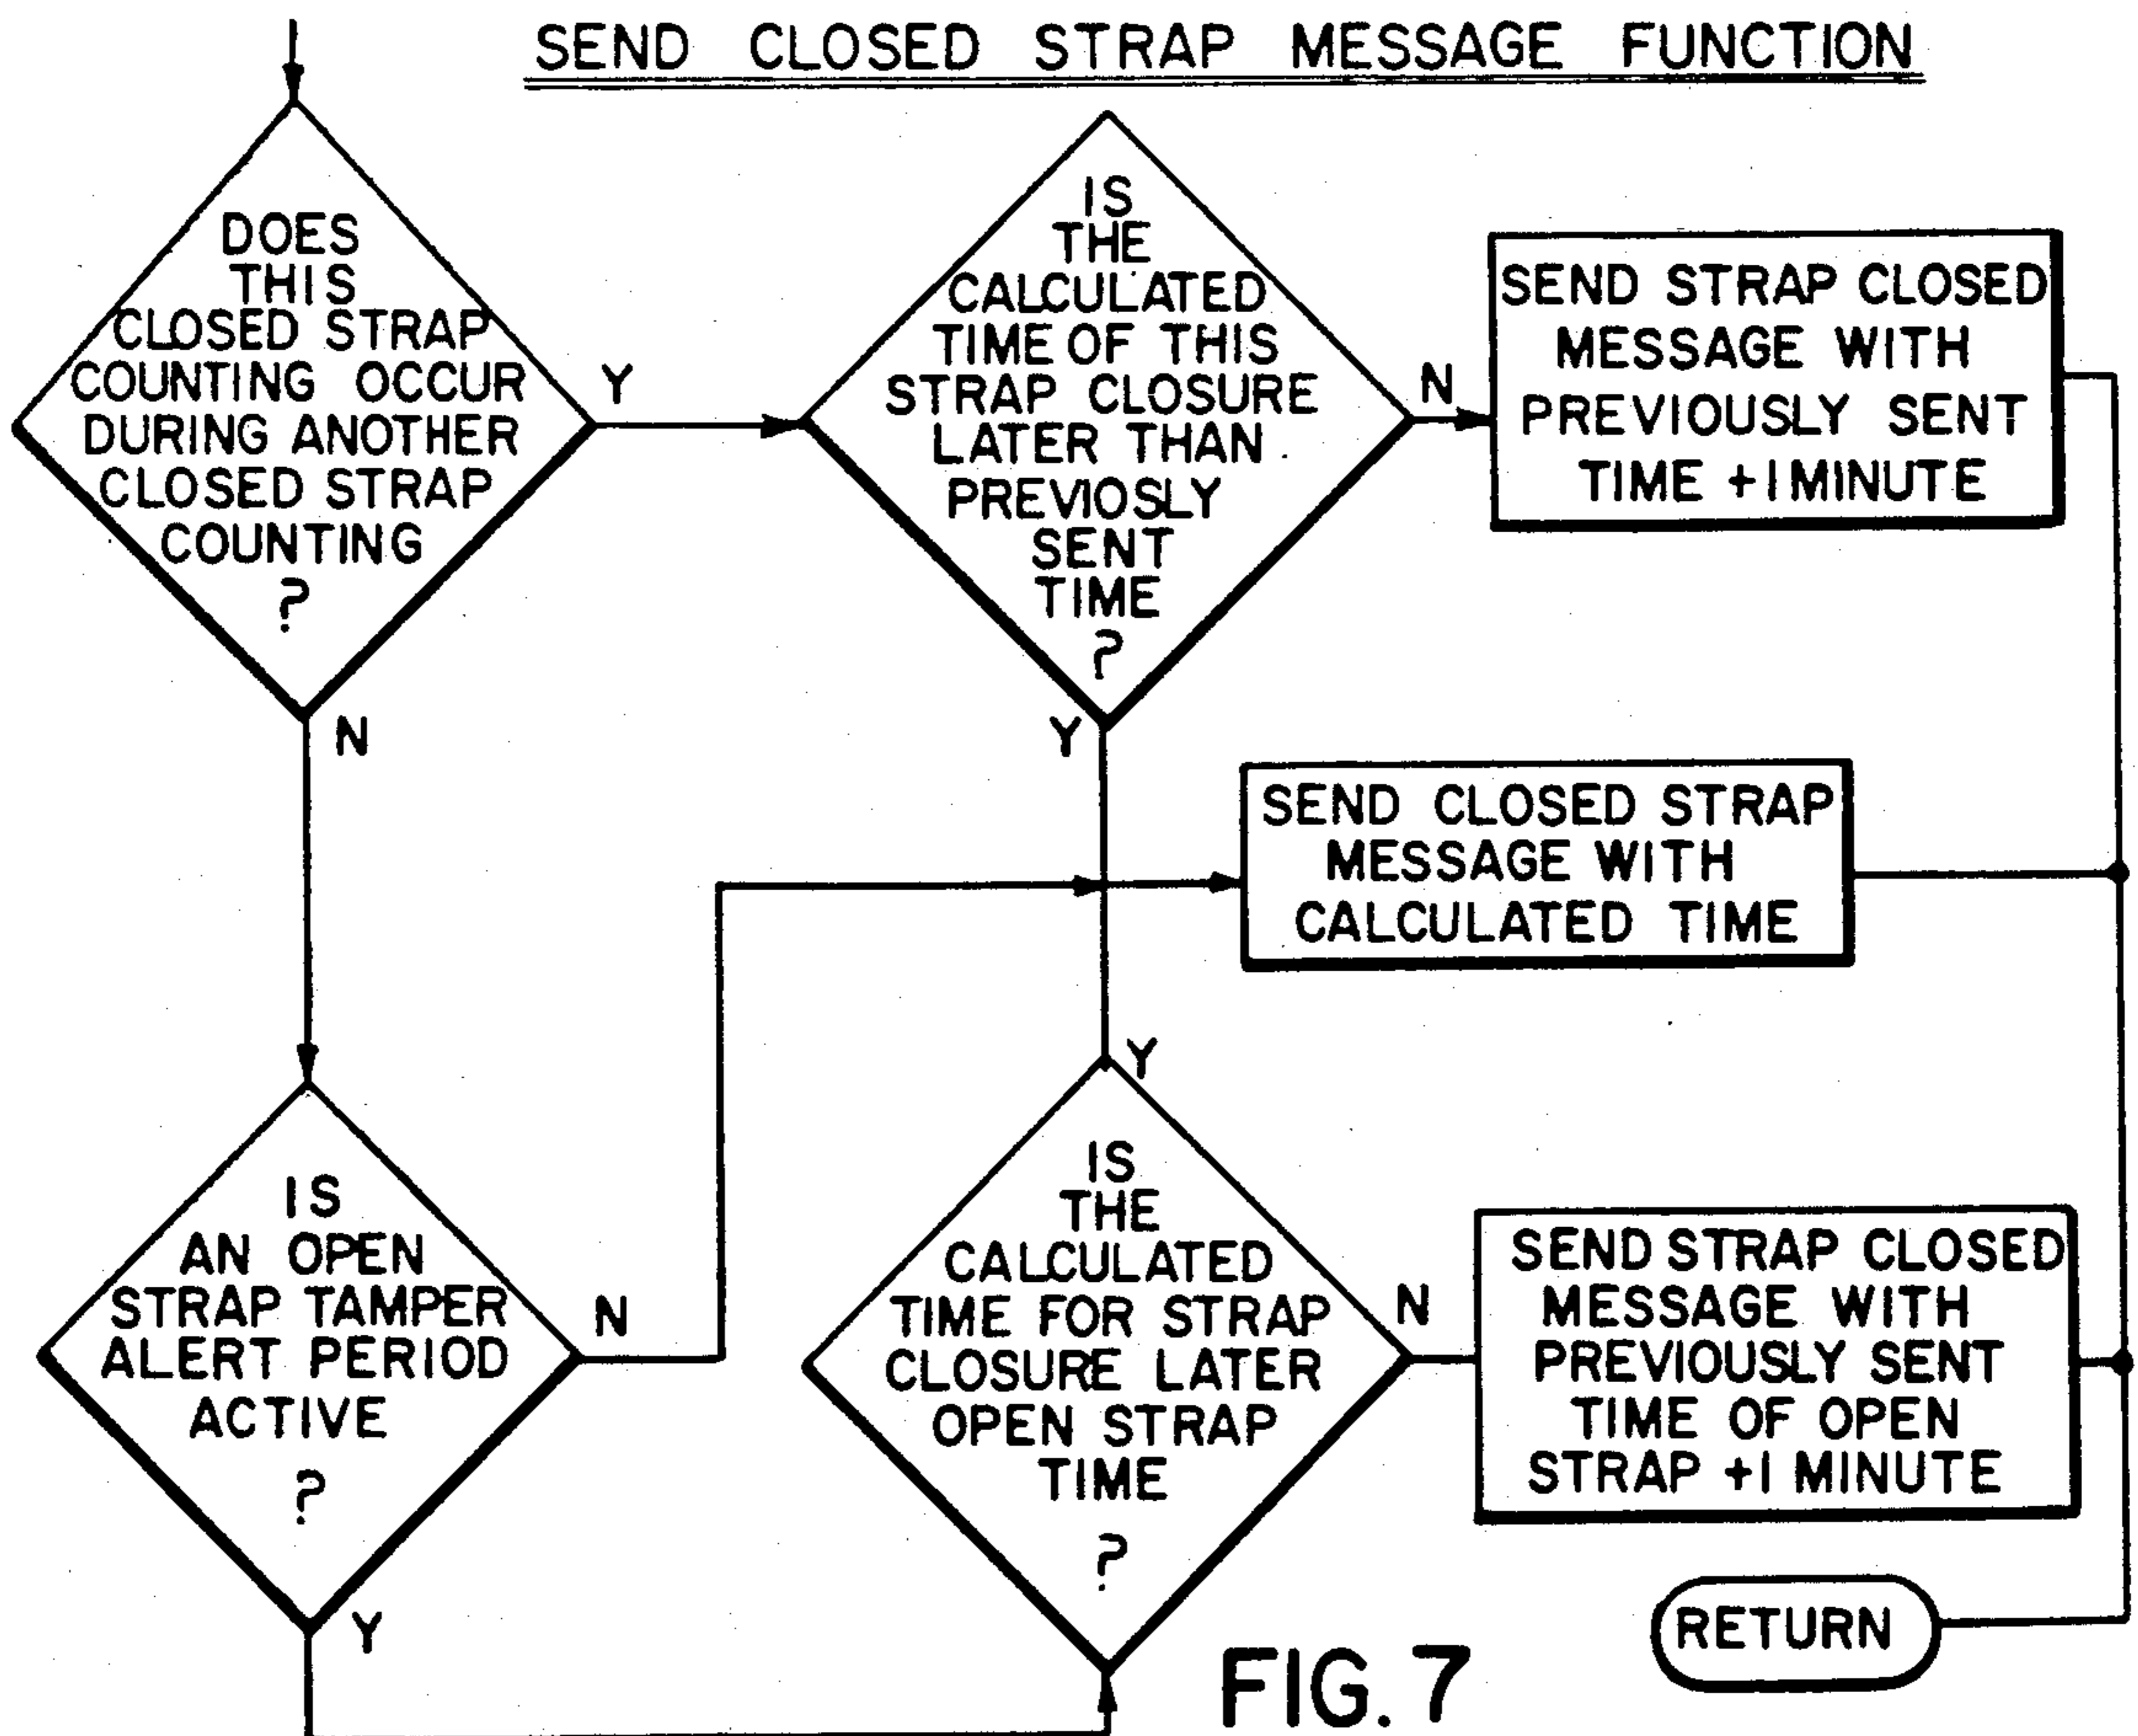 SEND CLOSED STRAP MESSAGE FUNCTION
DOES
THIS
CLOSED STRAP
COUNTING OCCUR
DURING ANOTHER
CLOSED STRAP
COUNTING
?
Y
N
IS
THE
CALCULATED
TIME OF THIS
STRAP CLOSURE
LATER THAN
PREVIOSLY
SENT
TIME
?
N
Y
SEND STRAP CLOSED
MESSAGE WITH
PREVIOUSLY SENT
TIME +1 MINUTE
SEND CLOSED STRAP
MESSAGE WITH
CALCULATED TIME
IS
AN OPEN
STRAP TAMPER
ALERT PERIOD
ACTIVE
?
N
Y
Y
IS
THE
CALCULATED
TIME FOR STRAP
CLOSURE LATER
OPEN STRAP
TIME
?
N
SEND STRAP CLOSED
MESSAGE WITH
PREVIOUSLY SENT
TIME OF OPEN
STRAP +1 MINUTE
RETURN
FIG. 7